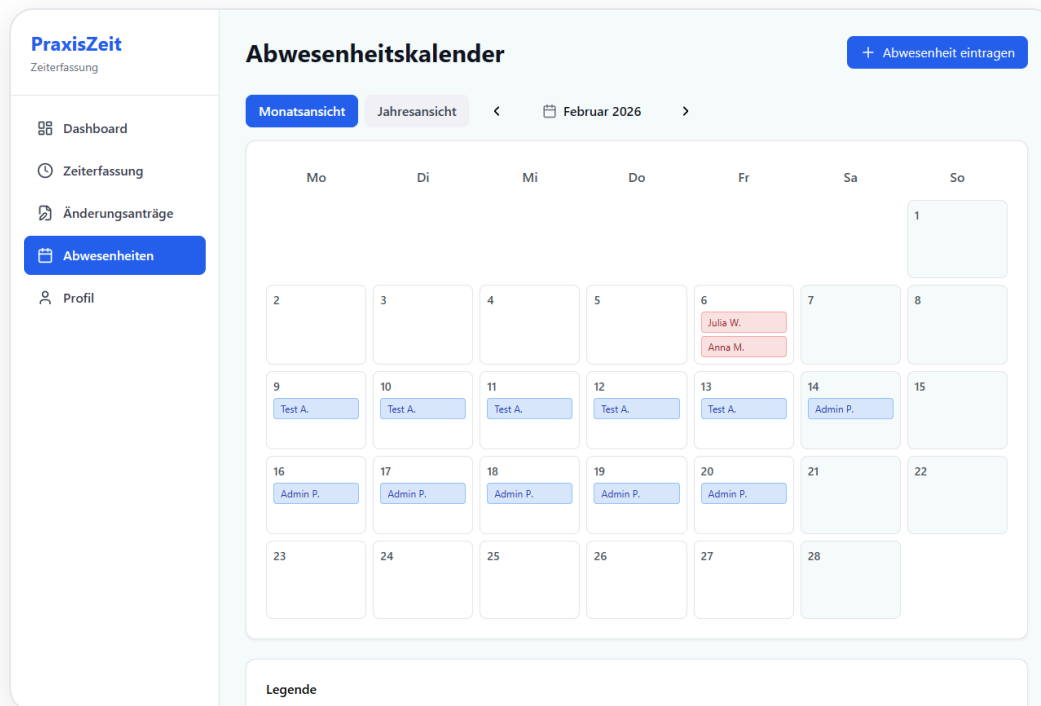 PraxisZeit
Zeiterfassung
Dashboard
Zeiterfassung
Änderungsanträge
Abwesenheiten
Profil
Abwesenheitskalender
Abwesenheit eintragen
Monatsansicht Jahresansicht Februar 2026
Mo Di Mi Do Fr Sa So
1
2 3 4 5 6 7 8
Julia W.
Anna M.
9 10 11 12 13 14 15
Test A. Test A. Test A. Test A. Test A. Admin P.
16 17 18 19 20 21 22
Admin P. Admin P. Admin P. Admin P. Admin P.
23 24 25 26 27 28
Legende